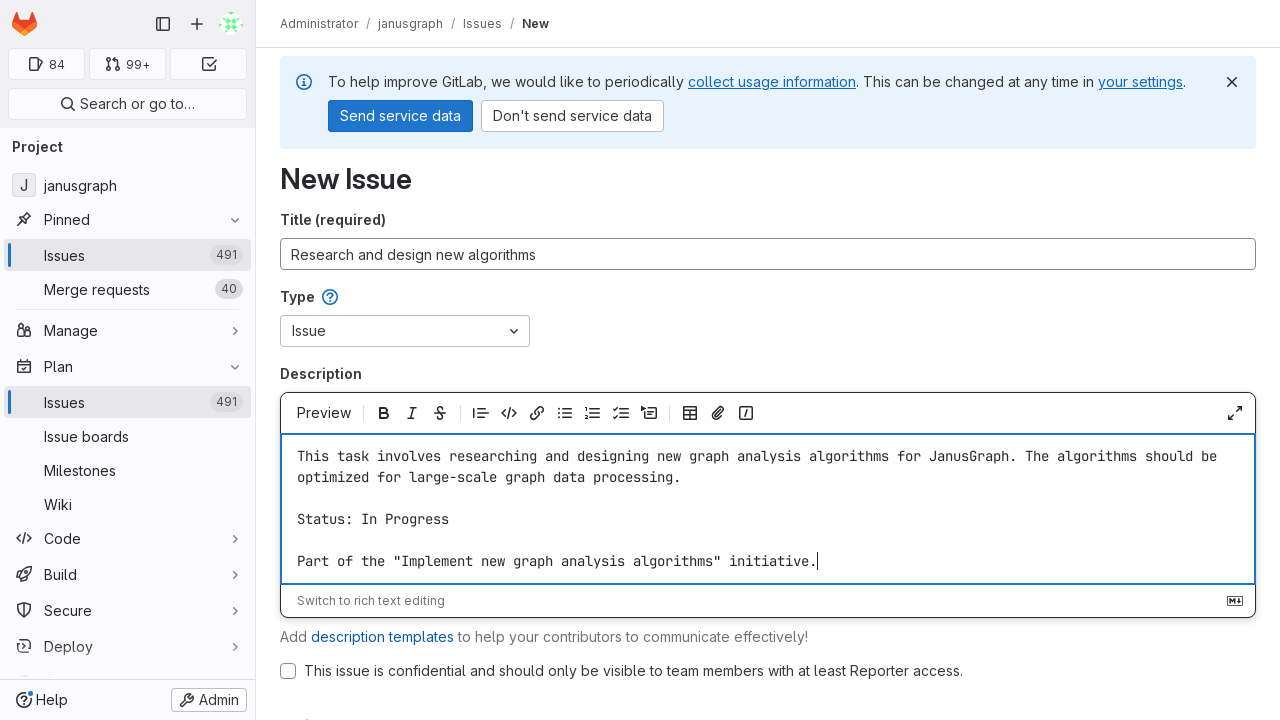 Administrator / janusgraph / Issues / New
84
99+
Search or go to…
Project
J janusgraph
Pinned
Issues 491
Merge requests 40
Manage
Plan
Issues 491
Issue boards
Milestones
Wiki
Code
Build
Secure
Deploy
Help
Admin
To help improve GitLab, we would like to periodically collect usage information. This can be changed at any time in your settings.
Send service data
Don't send service data
New Issue
Title (required)
Research and design new algorithms
Type
Issue
Description
Preview
This task involves researching and designing new graph analysis algorithms for JanusGraph. The algorithms should be
optimized for large-scale graph data processing.
Status: In Progress
Part of the "Implement new graph analysis algorithms" initiative.
Switch to rich text editing
Add description templates to help your contributors to communicate effectively!
This issue is confidential and should only be visible to team members with at least Reporter access.